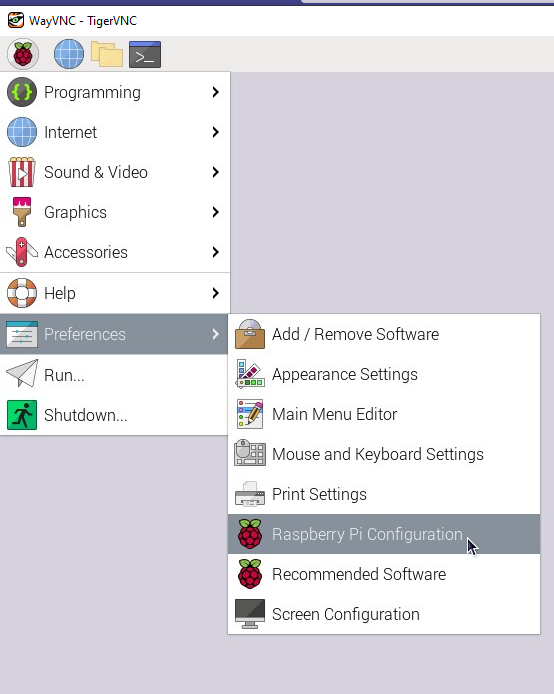 WayVNC - TigerVNC
Programming
Internet
Sound & Video
Graphics
Accessories
Help
Preferences
Run...
Shutdown...
Add / Remove Software
Appearance Settings
Main Menu Editor
Mouse and Keyboard Settings
Print Settings
Raspberry Pi Configuration
Recommended Software
Screen Configuration